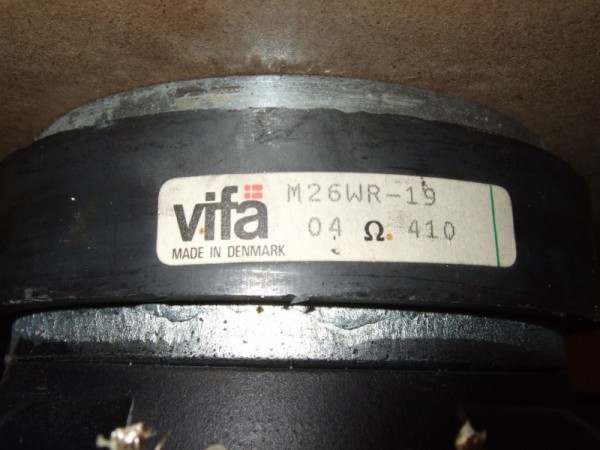 vifa
MADE IN DENMARK
M26WR-19
04 Ω 410